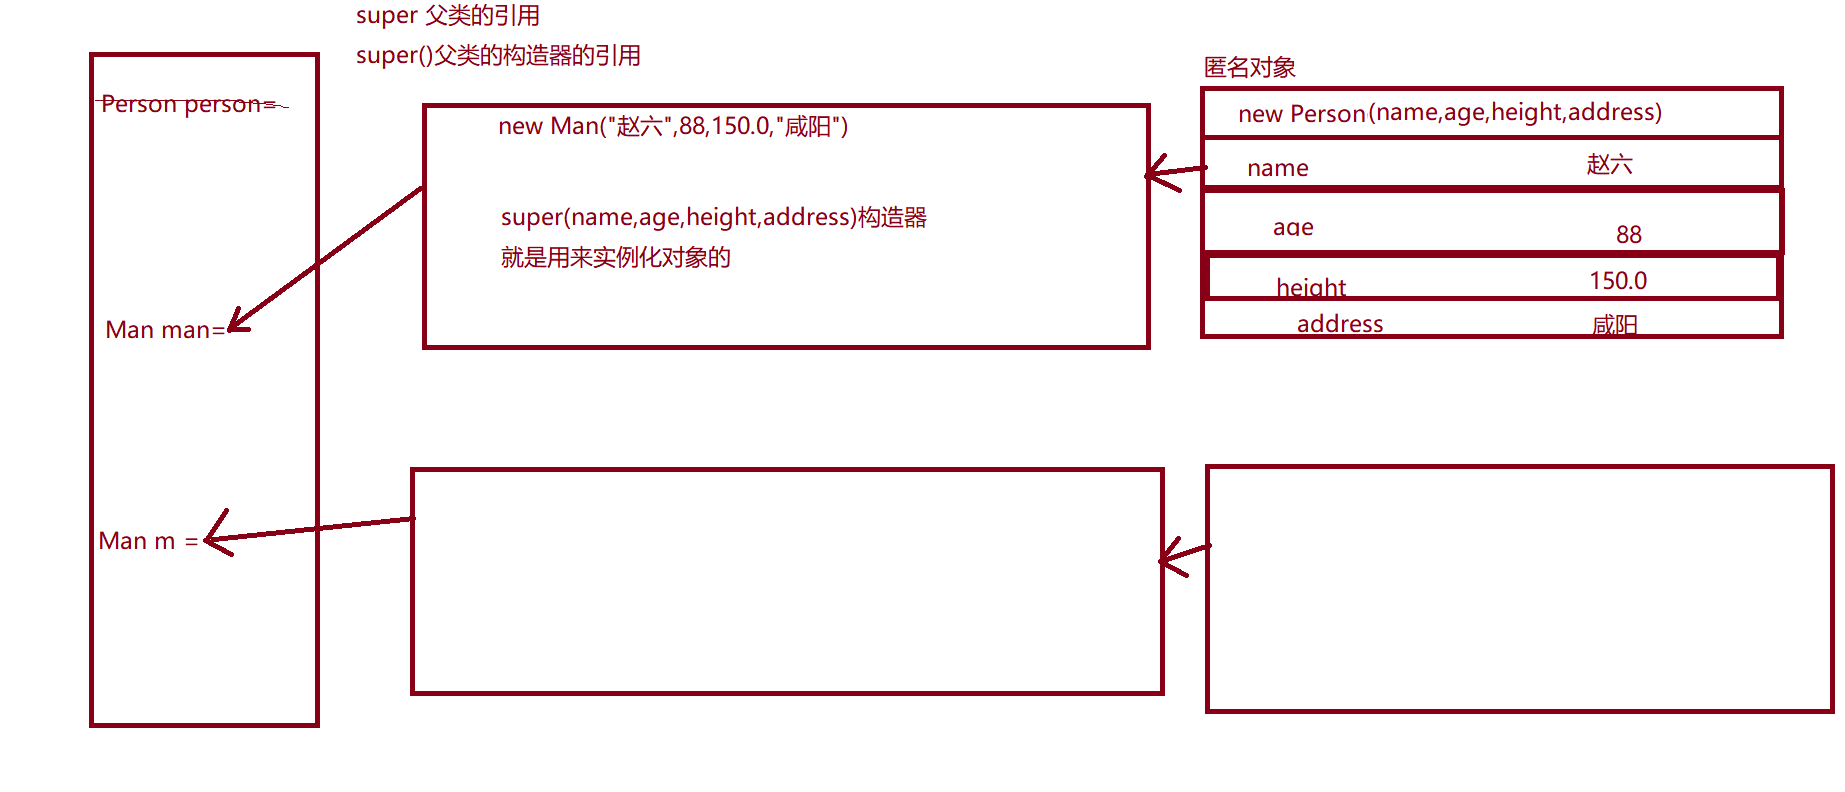 super 父类的引用
super()父类的构造器的引用
匿名对象
Person person=
new Man("赵六",88,150.0,"咸阳")
new Person(name,age,height,address)
name 赵六
super(name,age,height,address)构造器
age 88
就是用来实例化对象的
height 150.0
Man man=
address 咸阳
Man m =